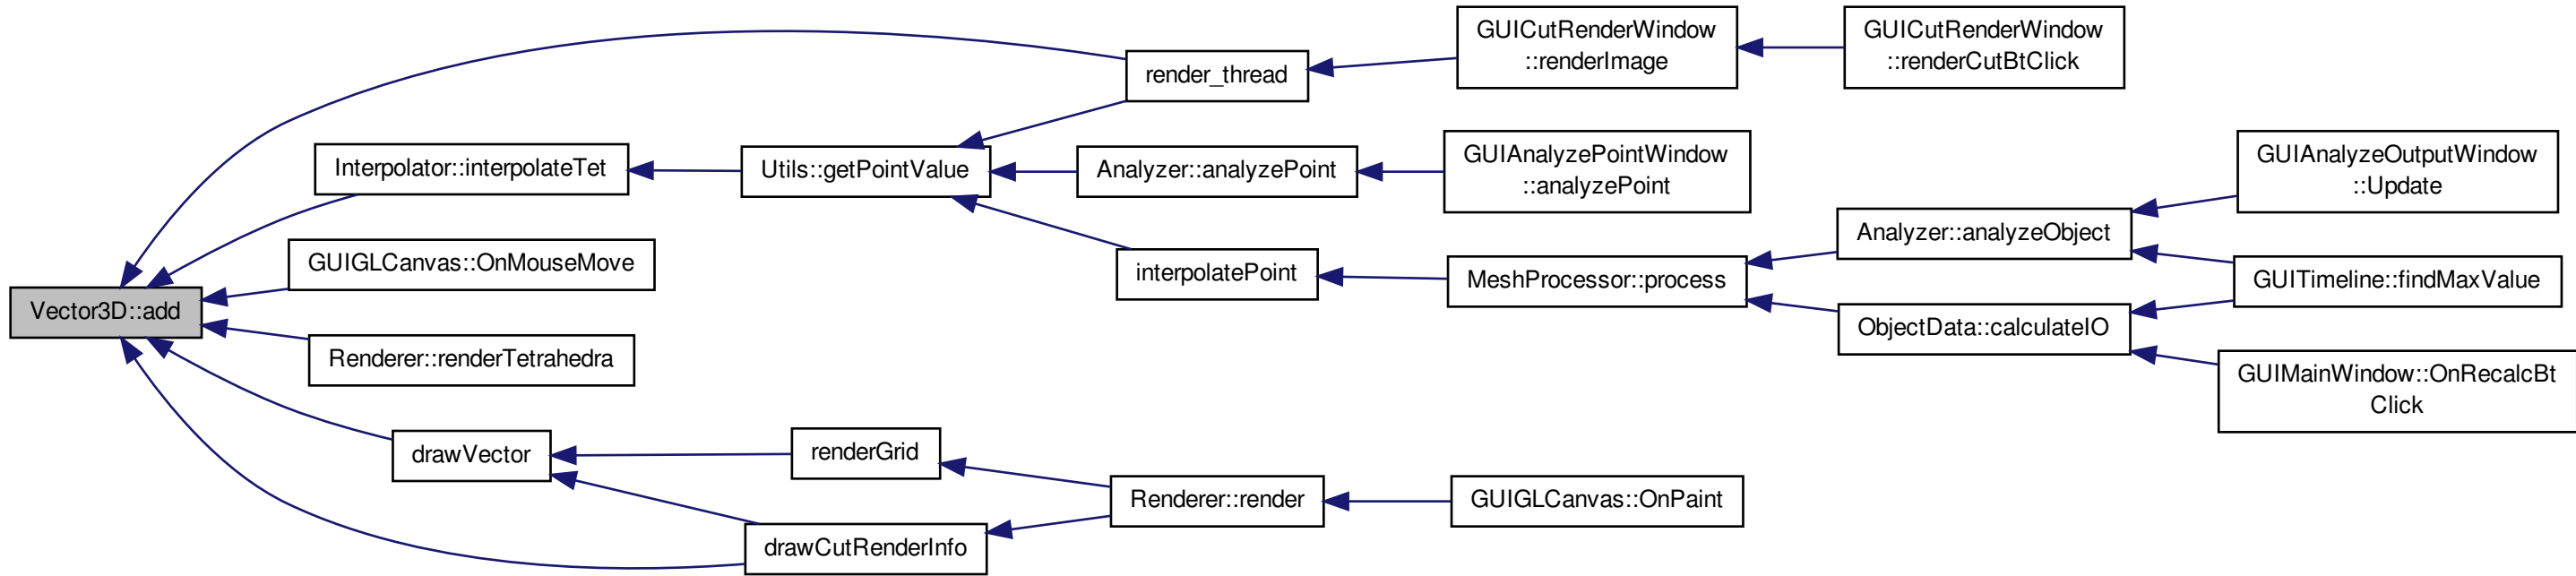 GUICutRenderWindow
::renderImage
GUICutRenderWindow
::renderCutBtClick
render_thread
Interpolator::interpolateTet
Utils::getPointValue
Analyzer::analyzePoint
GUIAnalyzePointWindow
::analyzePoint
GUIAnalyzeOutputWindow
::Update
GUIGLCanvas::OnMouseMove
interpolatePoint
MeshProcessor::process
Analyzer::analyzeObject
GUITimeline::findMaxValue
Vector3D::add
ObjectData::calculateIO
Renderer::renderTetrahedra
GUIMainWindow::OnRecalcBt
Click
drawVector
renderGrid
Renderer::render
GUIGLCanvas::OnPaint
drawCutRenderInfo